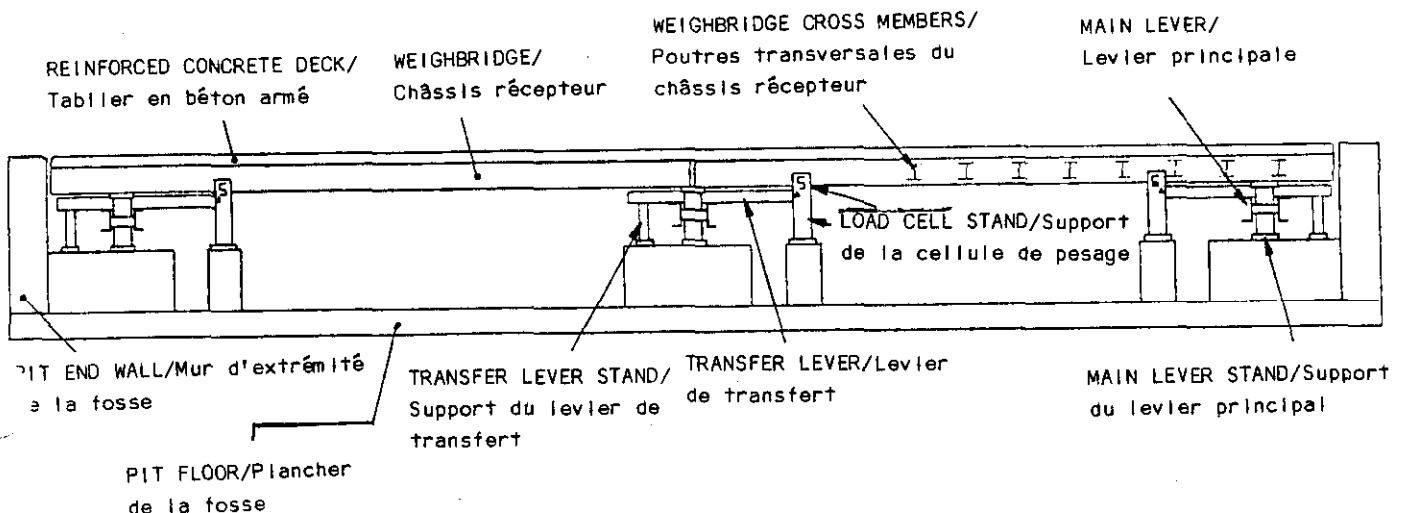 REINFORCED CONCRETE DECK/
Tablier en béton armé
WEIGHBRIDGE/
Châssis récepteur
WEIGHBRIDGE CROSS MEMBERS/
Poutres transversales du
châssis récepteur
MAIN LEVER/
Levier principale
LOAD CELL STAND/Support
de la cellule de pesage
PIT END WALL/Mur d'extrémité
de la fosse
TRANSFER LEVER STAND/
Support du levier de
transfert
TRANSFER LEVER/Levier
de transfert
MAIN LEVER STAND/Support
du levier principal
PIT FLOOR/Plancher
de la fosse